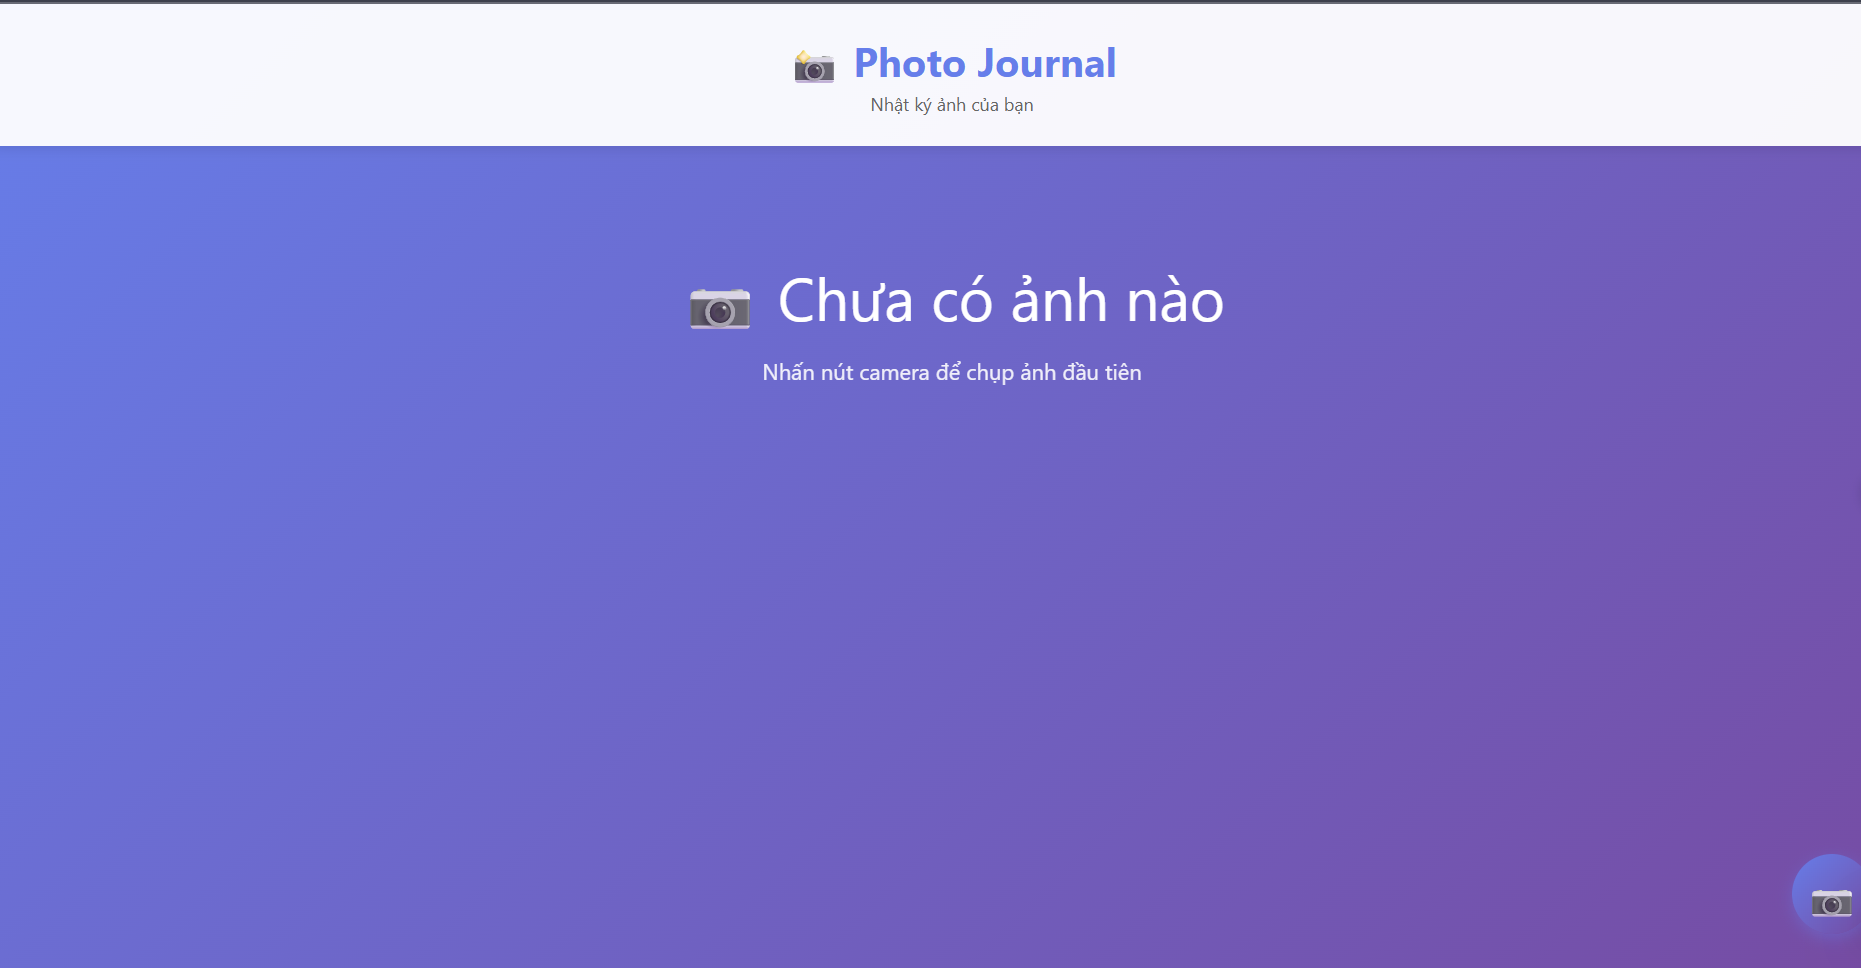 Photo Journal
Nhật ký ảnh của bạn
Chưa có ảnh nào
Nhấn nút camera để chụp ảnh đầu tiên